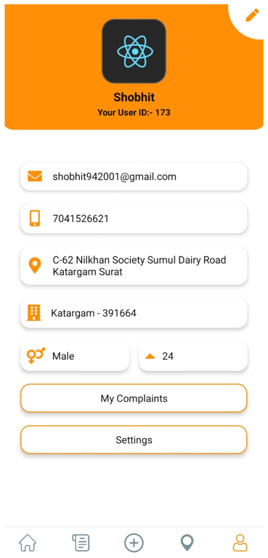 Shobhit
Your User ID:- 173
shobhit942001@gmail.com
7041526621
C-62 Nilkhan Society Sumul Dairy Road
Katargam Surat
Katargam - 391664
Male
24
My Complaints
Settings